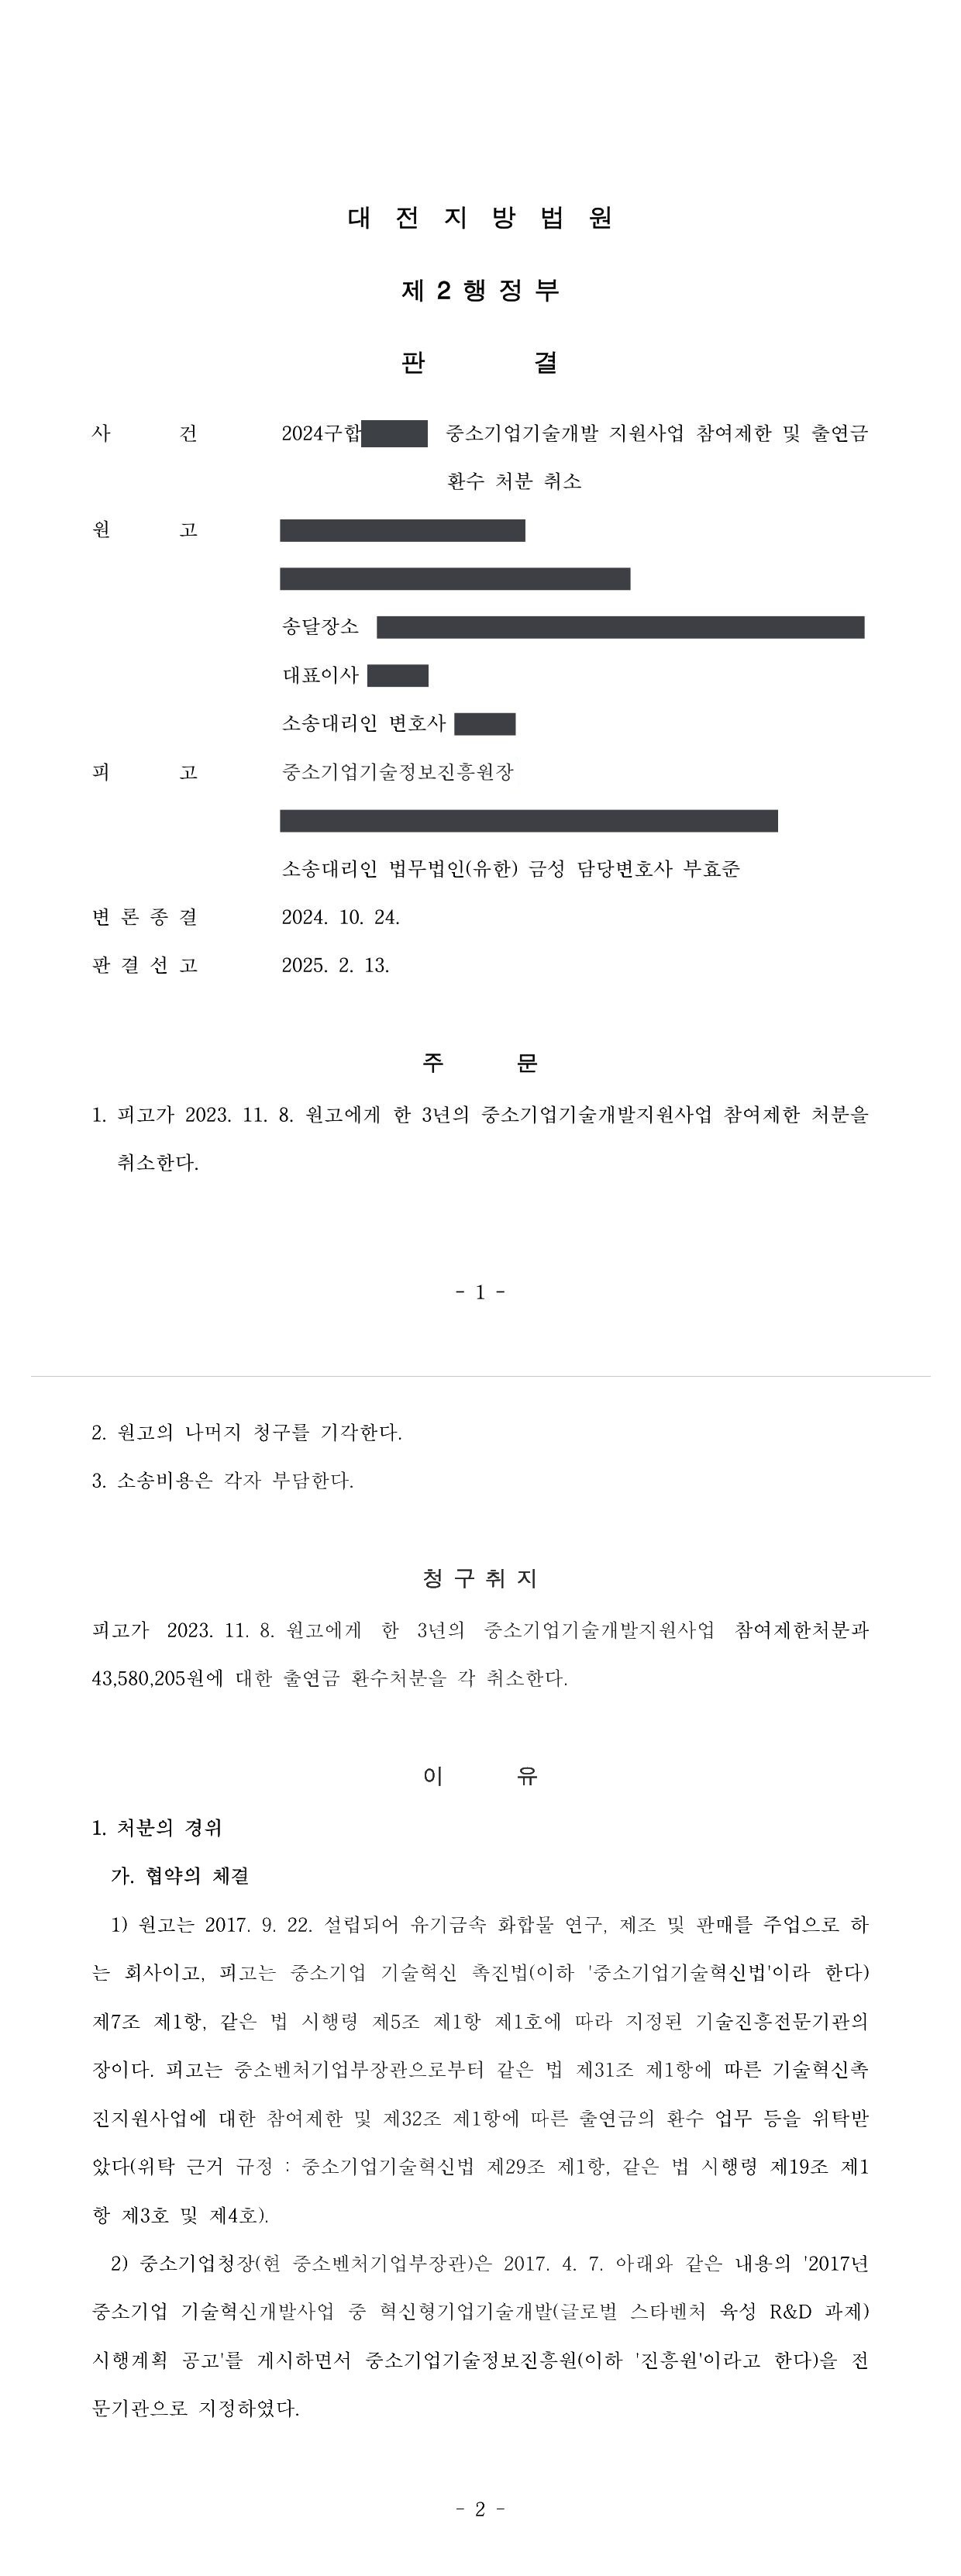 대 전 지 방 법 원
제 2 행 정 부
판 결
사 건 2024구합 중소기업기술개발 지원사업 참여제한 및 출연금
환수 처분 취소
원 고
송달장소
대표이사
소송대리인 변호사
피 고 중소기업기술정보진흥원장
소송대리인 법무법인(유한) 금성 담당변호사 부효준
변 론 종 결 2024. 10. 24.
판 결 선 고 2025. 2. 13.
주 문
1. 피고가 2023. 11. 8. 원고에게 한 3년의 중소기업기술개발지원사업 참여제한 처분을
취소한다.
- 1 -
2. 원고의 나머지 청구를 기각한다.
3. 소송비용은 각자 부담한다.
청 구 취 지
피고가 2023. 11. 8. 원고에게 한 3년의 중소기업기술개발지원사업 참여제한처분과
43,580,205원에 대한 출연금 환수처분을 각 취소한다.
이 유
1. 처분의 경위
가. 협약의 체결
1) 원고는 2017. 9. 22. 설립되어 유기금속 화합물 연구, 제조 및 판매를 주업으로 하
는 회사이고, 피고는 중소기업 기술혁신 촉진법(이하 '중소기업기술혁신법'이라 한다)
제7조 제1항, 같은 법 시행령 제5조 제1항 제1호에 따라 지정된 기술진흥전문기관의
장이다. 피고는 중소벤처기업부장관으로부터 같은 법 제31조 제1항에 따른 기술혁신촉
진지원사업에 대한 참여제한 및 제32조 제1항에 따른 출연금의 환수 업무 등을 위탁받
았다(위탁 근거 규정 : 중소기업기술혁신법 제29조 제1항, 같은 법 시행령 제19조 제1
항 제3호 및 제4호).
2) 중소기업청장(현 중소벤처기업부장관)은 2017. 4. 7. 아래와 같은 내용의 '2017년
중소기업 기술혁신개발사업 중 혁신형기업기술개발(글로벌 스타벤처 육성 R&D 과제)
시행계획 공고'를 게시하면서 중소기업기술정보진흥원(이하 '진흥원'이라고 한다)을 전
문기관으로 지정하였다.
- 2 -